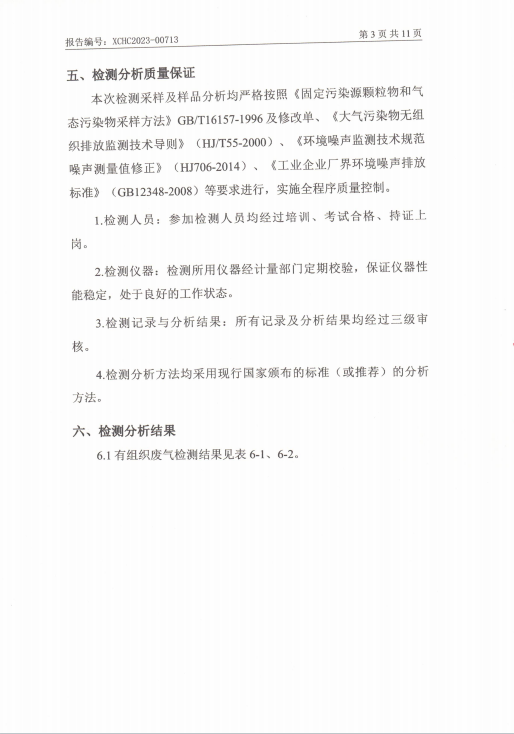 报告编号：XCHC2023-00713
第 3 页 共 11 页
五、检测分析质量保证
本次检测采样及样品分析均严格按照《固定污染源颗粒物和气
态污染物采样方法》GB/T16157-1996 及修改单、《大气污染物无组
织排放监测技术导则》（HJ/T55-2000）、《环境噪声监测技术规范
噪声测量值修正》（HJ706-2014）、《工业企业厂界环境噪声排放
标准》（GB12348-2008）等要求进行，实施全程序质量控制。
1.检测人员：参加检测人员均经过培训、考试合格、持证上
岗。
2.检测仪器：检测所用仪器经计量部门定期校验，保证仪器性
能稳定，处于良好的工作状态。
3.检测记录与分析结果：所有记录及分析结果均经过三级审
核。
4.检测分析方法均采用现行国家颁布的标准（或推荐）的分析
方法。
六、检测分析结果
6.1 有组织废气检测结果见表 6-1、6-2。